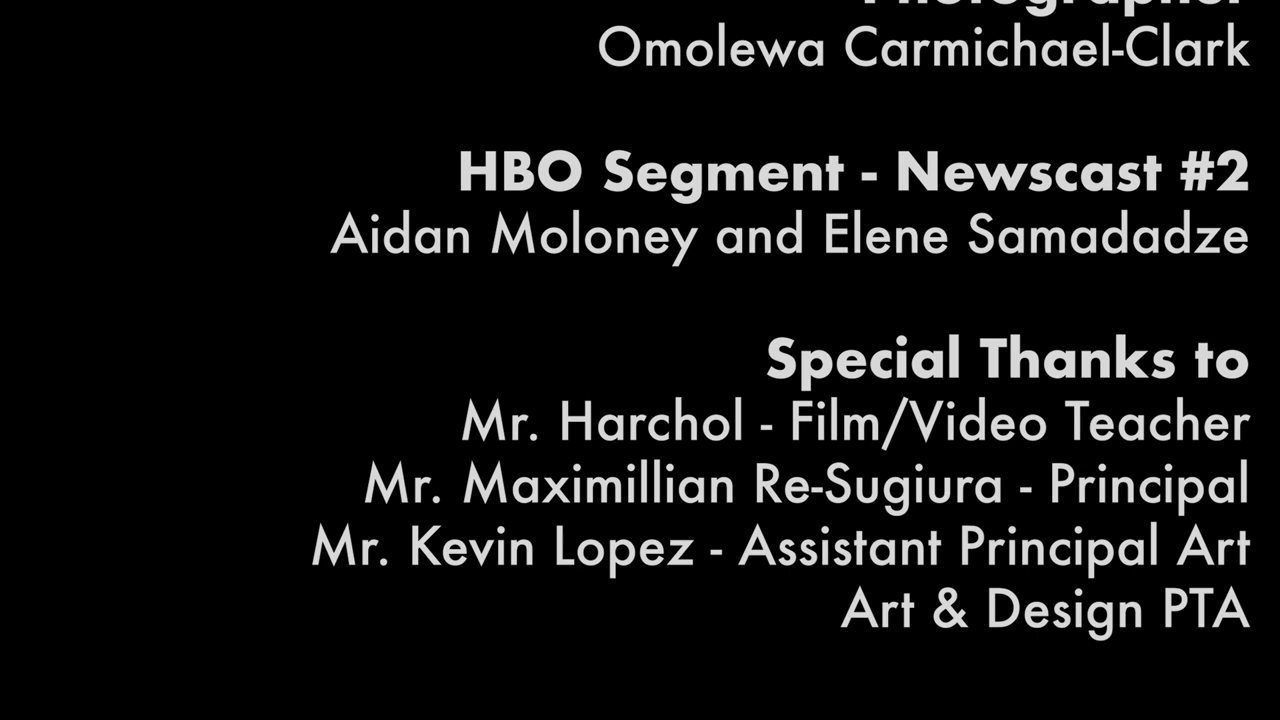 Photographer
Omolewa Carmichael-Clark
HBO Segment - Newscast #2
Aidan Moloney and Elene Samadadze
Special Thanks to
Mr. Harchol - Film/Video Teacher
Mr. Maximillian Re-Sugiura - Principal
Mr. Kevin Lopez - Assistant Principal Art
Art & Design PTA